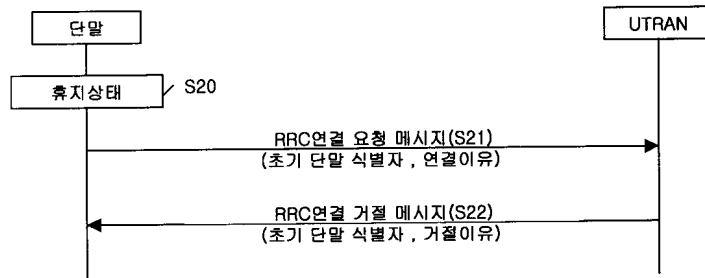 단말
UTRAN
휴지상태
S20
RRC연결 요청 메시지(S21)
(초기 단말 식별자 , 연결이유)
RRC연결 거절 메시지(S22)
(초기 단말 식별자 , 거절이유)